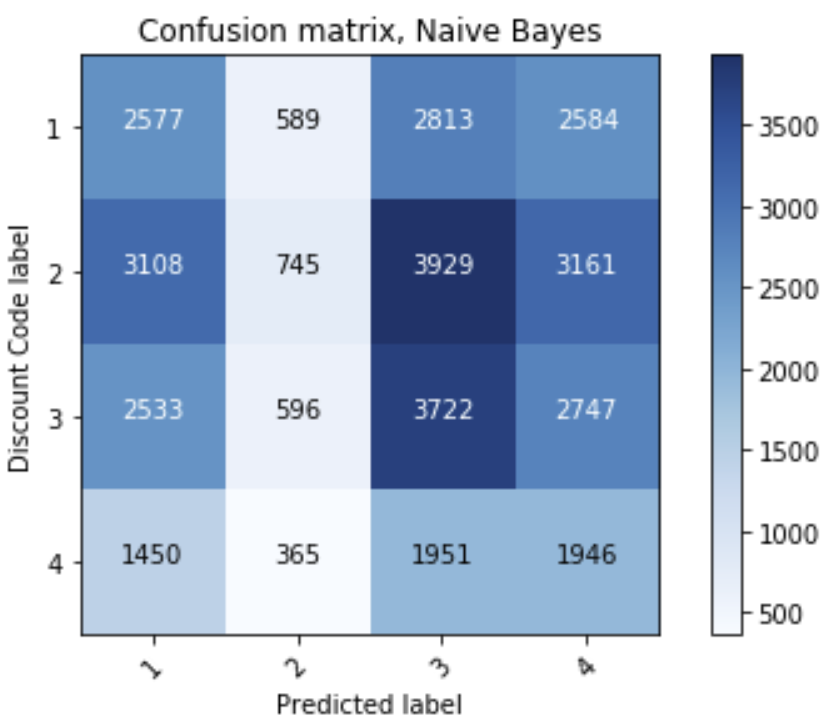 Confusion matrix, Naive Bayes
1 2577 589 2813 2584
2 3108 745 3929 3161
3 2533 596 3722 2747
4 1450 365 1951 1946
1 2 3 4
Predicted label
Discount Code label
3500
3000
2500
2000
1500
1000
500